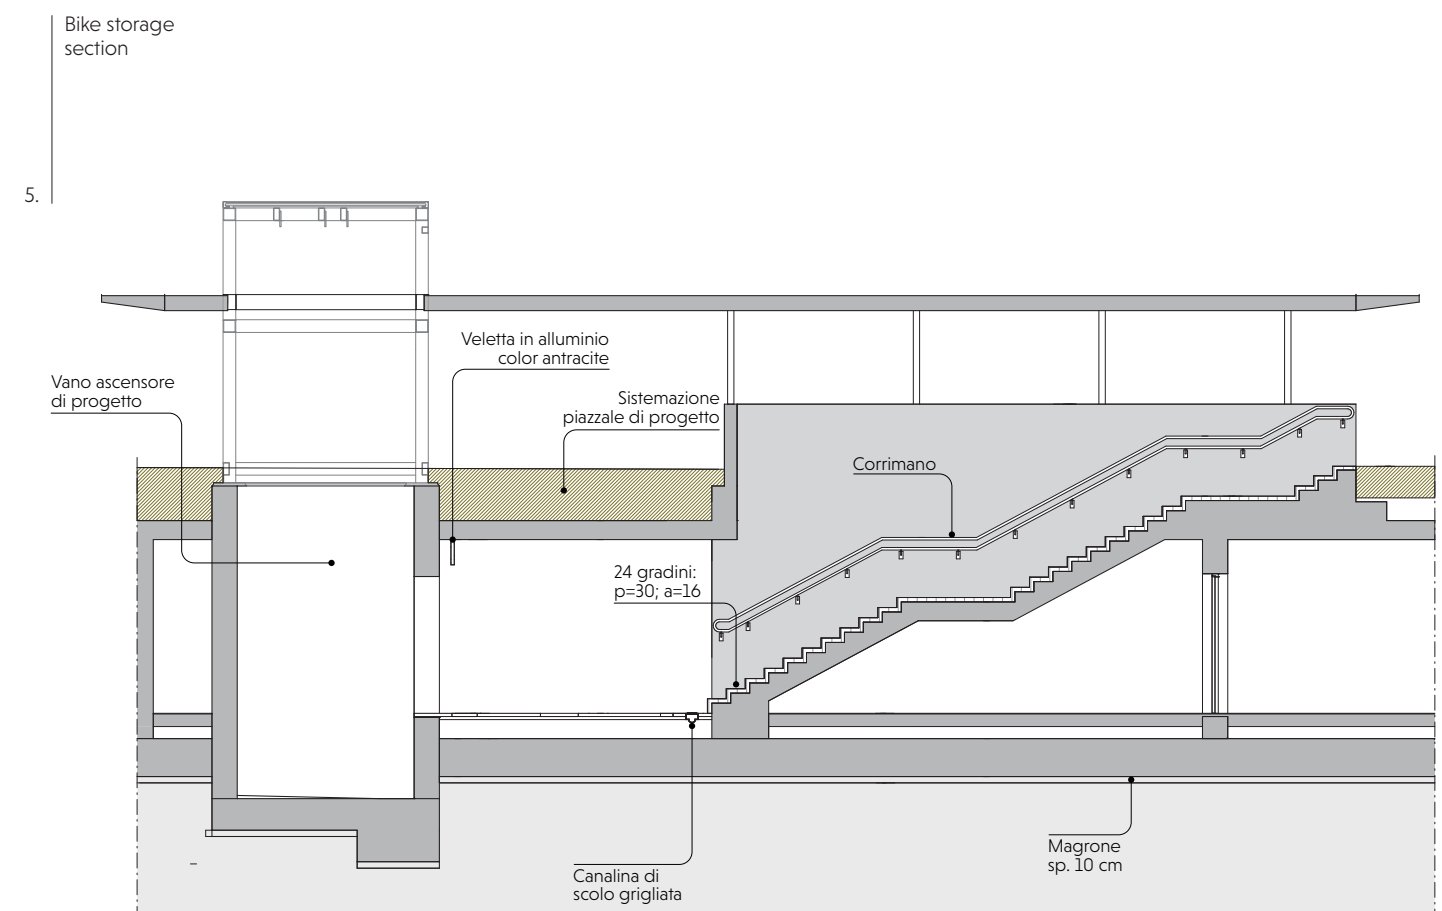 Bike storage
section
5.
Veletta in alluminio
color antracite
Vano ascensore
di progetto
Sistemazione
piazzale di progetto
Corrimano
24 gradini:
p=30; a=16
Magrone
sp. 10 cm
Canalina di
scolo grigliata